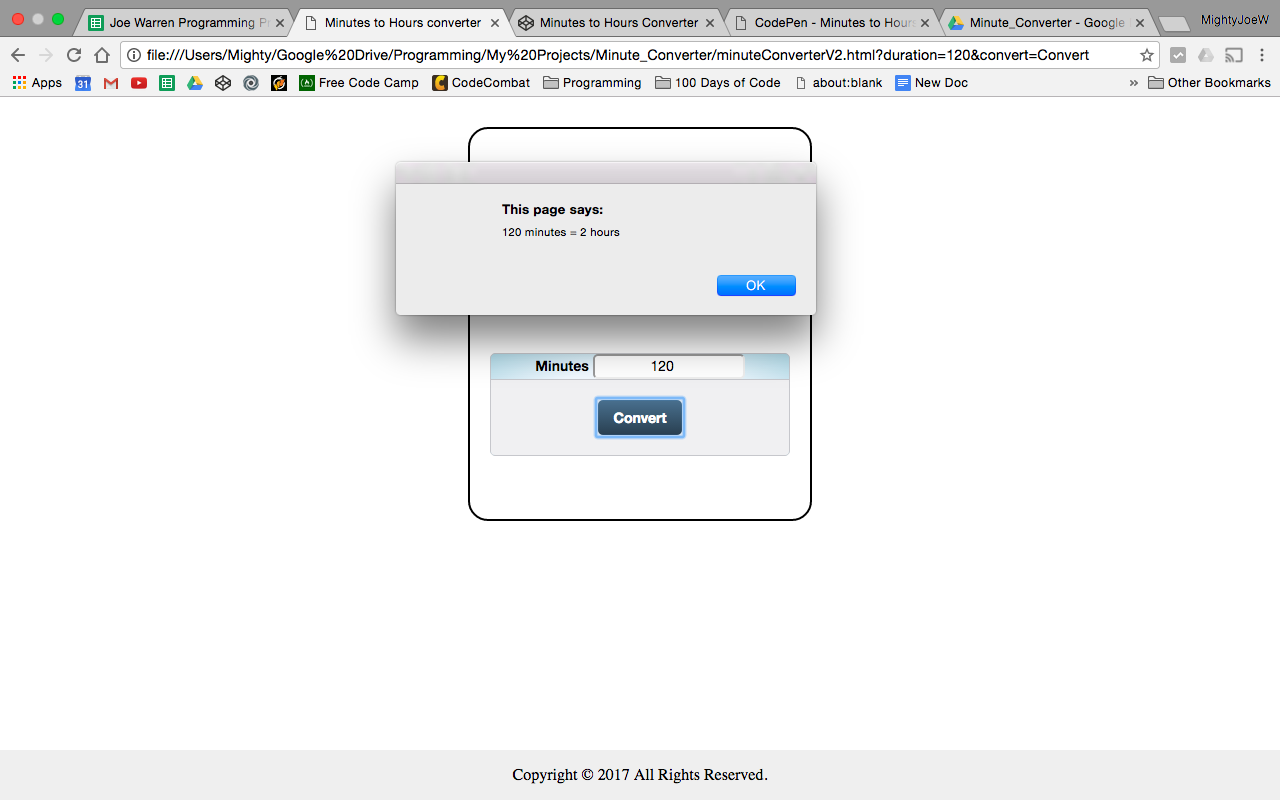 Joe Warren Programming P
Minutes to Hours converter
Minutes to Hours Converter
CodePen - Minutes to Hours
Minute_Converter - Google
MightyJoeW
file:///Users/Mighty/Google%20Drive/Programming/My%20Projects/Minute_Converter/minuteConverterV2.html?duration=120&convert=Convert
Apps 31 Free Code Camp CodeCombat Programming 100 Days of Code about:blank New Doc » Other Bookmarks
This page says:
120 minutes = 2 hours
OK
Minutes 120
Convert
Copyright © 2017 All Rights Reserved.